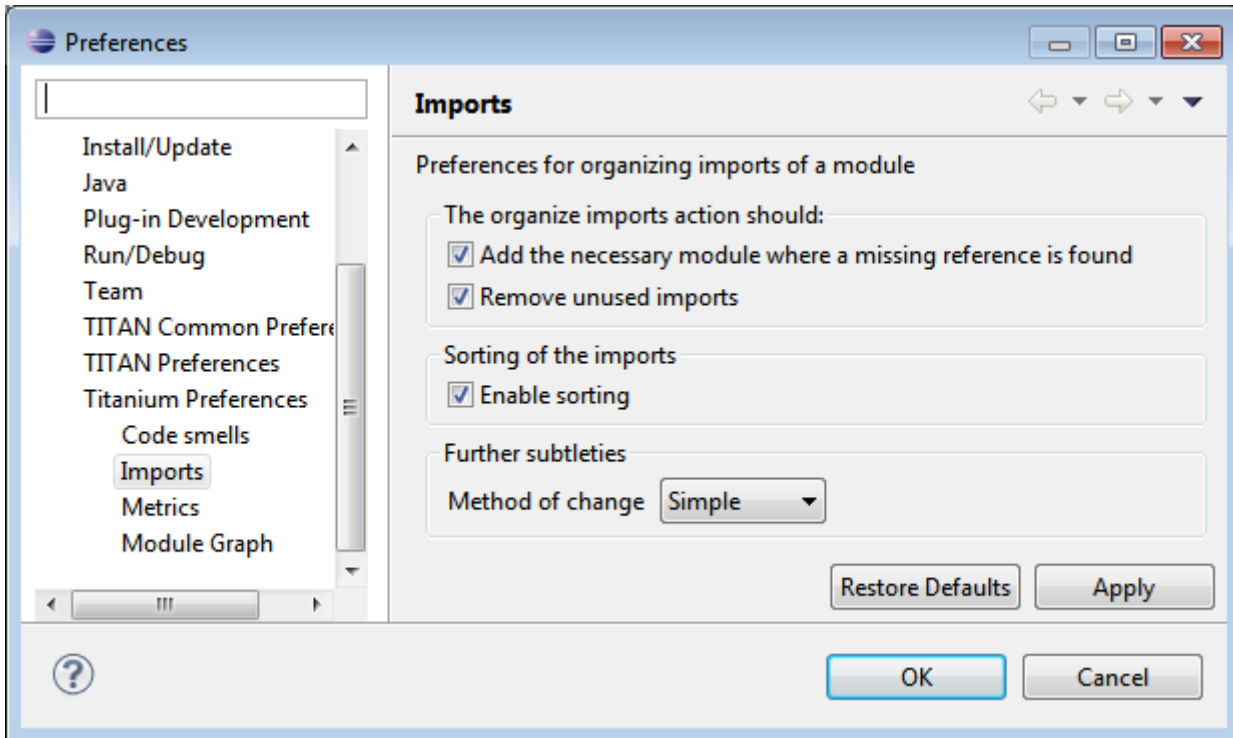 Preferences
Install/Update
Java
Plug-in Development
Run/Debug
Team
TITAN Common Prefere
TITAN Preferences
Titanium Preferences
Code smells
Imports
Metrics
Module Graph
Imports
Preferences for organizing imports of a module
The organize imports action should:
Add the necessary module where a missing reference is found
Remove unused imports
Sorting of the imports
Enable sorting
Further subtleties
Method of change Simple
Restore Defaults Apply
OK Cancel